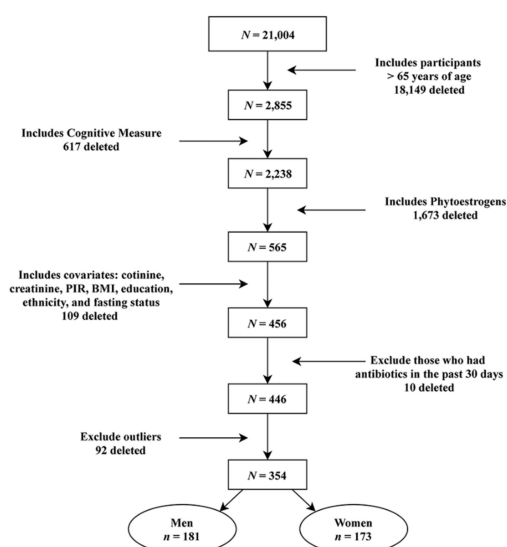 N = 21,004
Includes participants
> 65 years of age
18,149 deleted
N = 2,855
Includes Cognitive Measure
617 deleted
N = 2,238
Includes Phytoestrogens
1,673 deleted
N = 565
Includes covariates: cotinine,
creatinine, PIR, BMI, education,
ethnicity, and fasting status
109 deleted
N = 456
Exclude those who had
antibiotics in the past 30 days
10 deleted
N = 446
Exclude outliers
92 deleted
N = 354
Men
n = 181
Women
n = 173